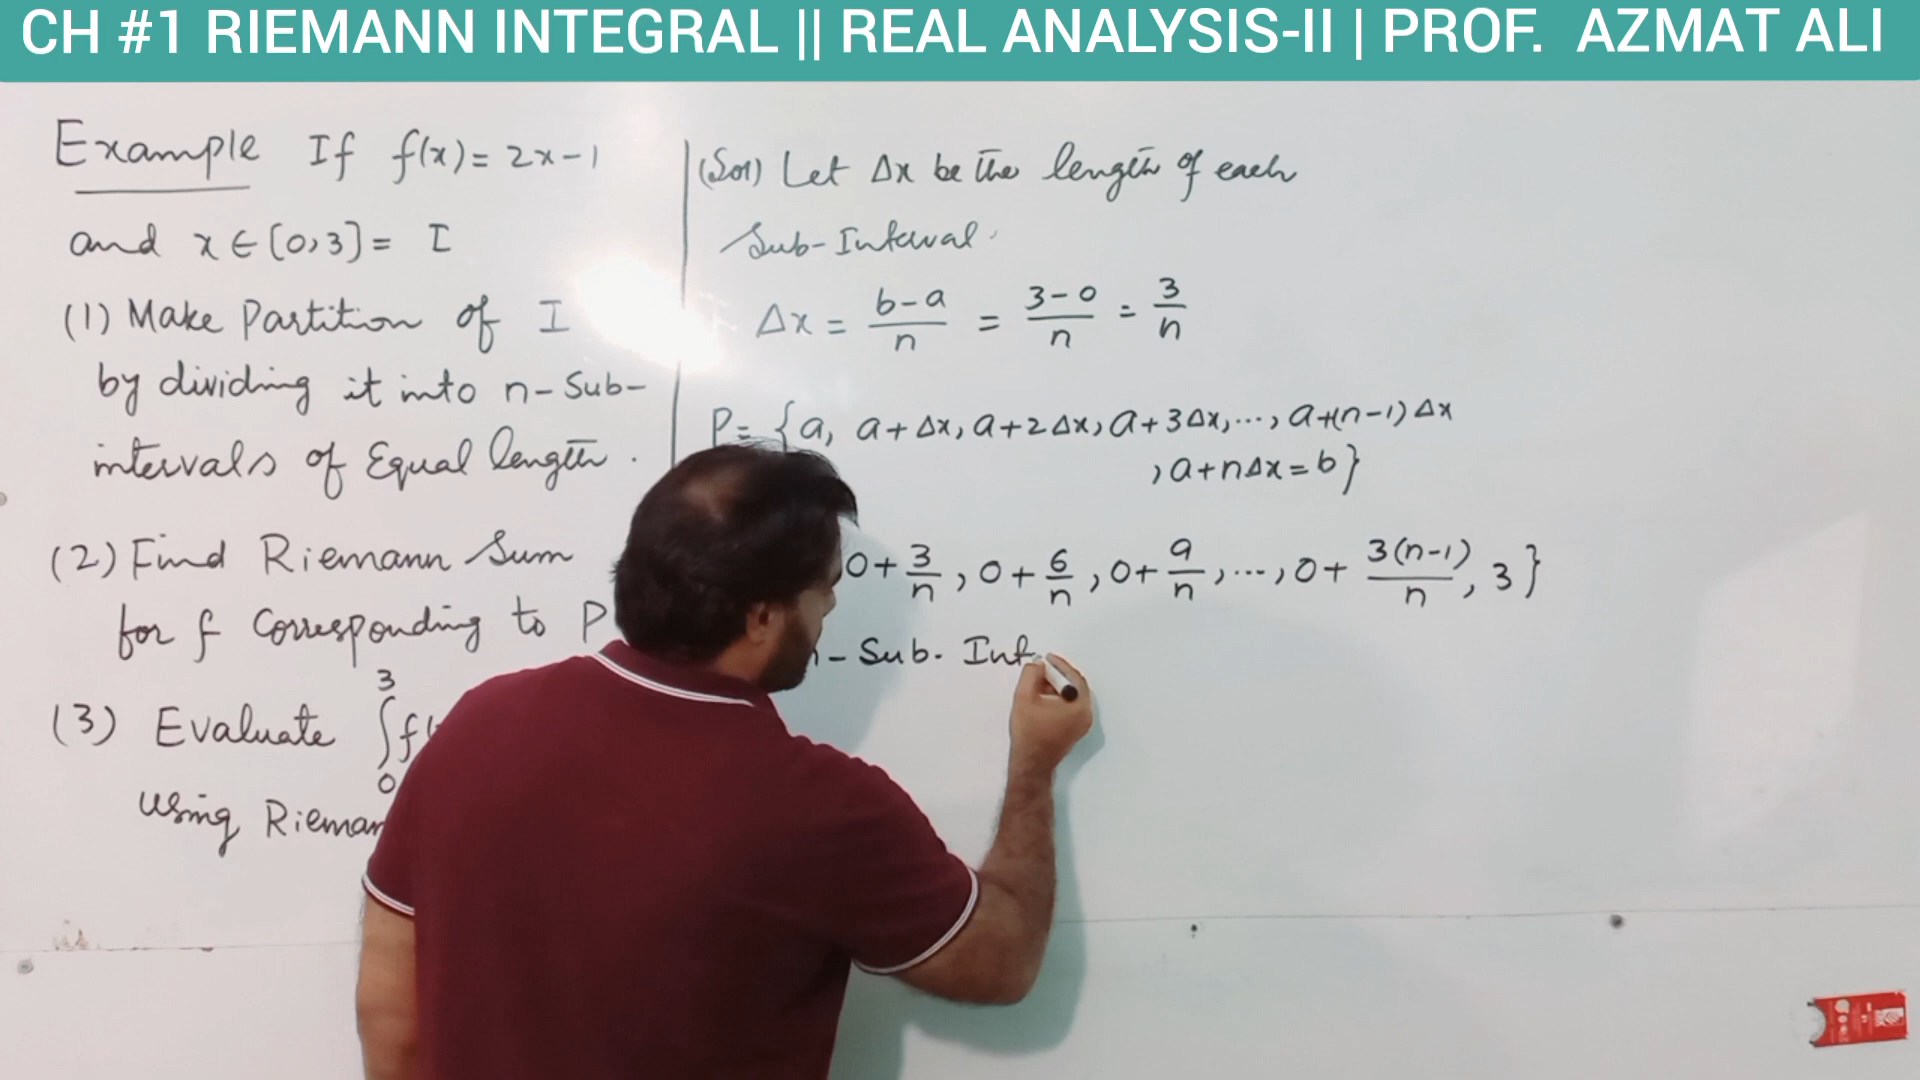 CH #1 RIEMANN INTEGRAL || REAL ANALYSIS-II | PROF. AZMAT ALI
Example If f(x) = 2x-1
and x ∈ [0,3] = I
(1) Make Partition of I
by dividing it into n-Sub-
intervals of Equal length.
(2) Find Riemann Sum
for f Corresponding to P
(3) Evaluate ∫₀³ f(
using Rieman
(Sol) Let Δx be the length of each
Sub-Interval.
Δx = b-a/n = 3-0/n = 3/n
P = {a, a+Δx, a+2Δx, a+3Δx, ..., a+(n-1)Δx
, a+nΔx = b}
0+3/n, 0+6/n, 0+9/n, ..., 0+3(n-1)/n, 3}
n-Sub. Int